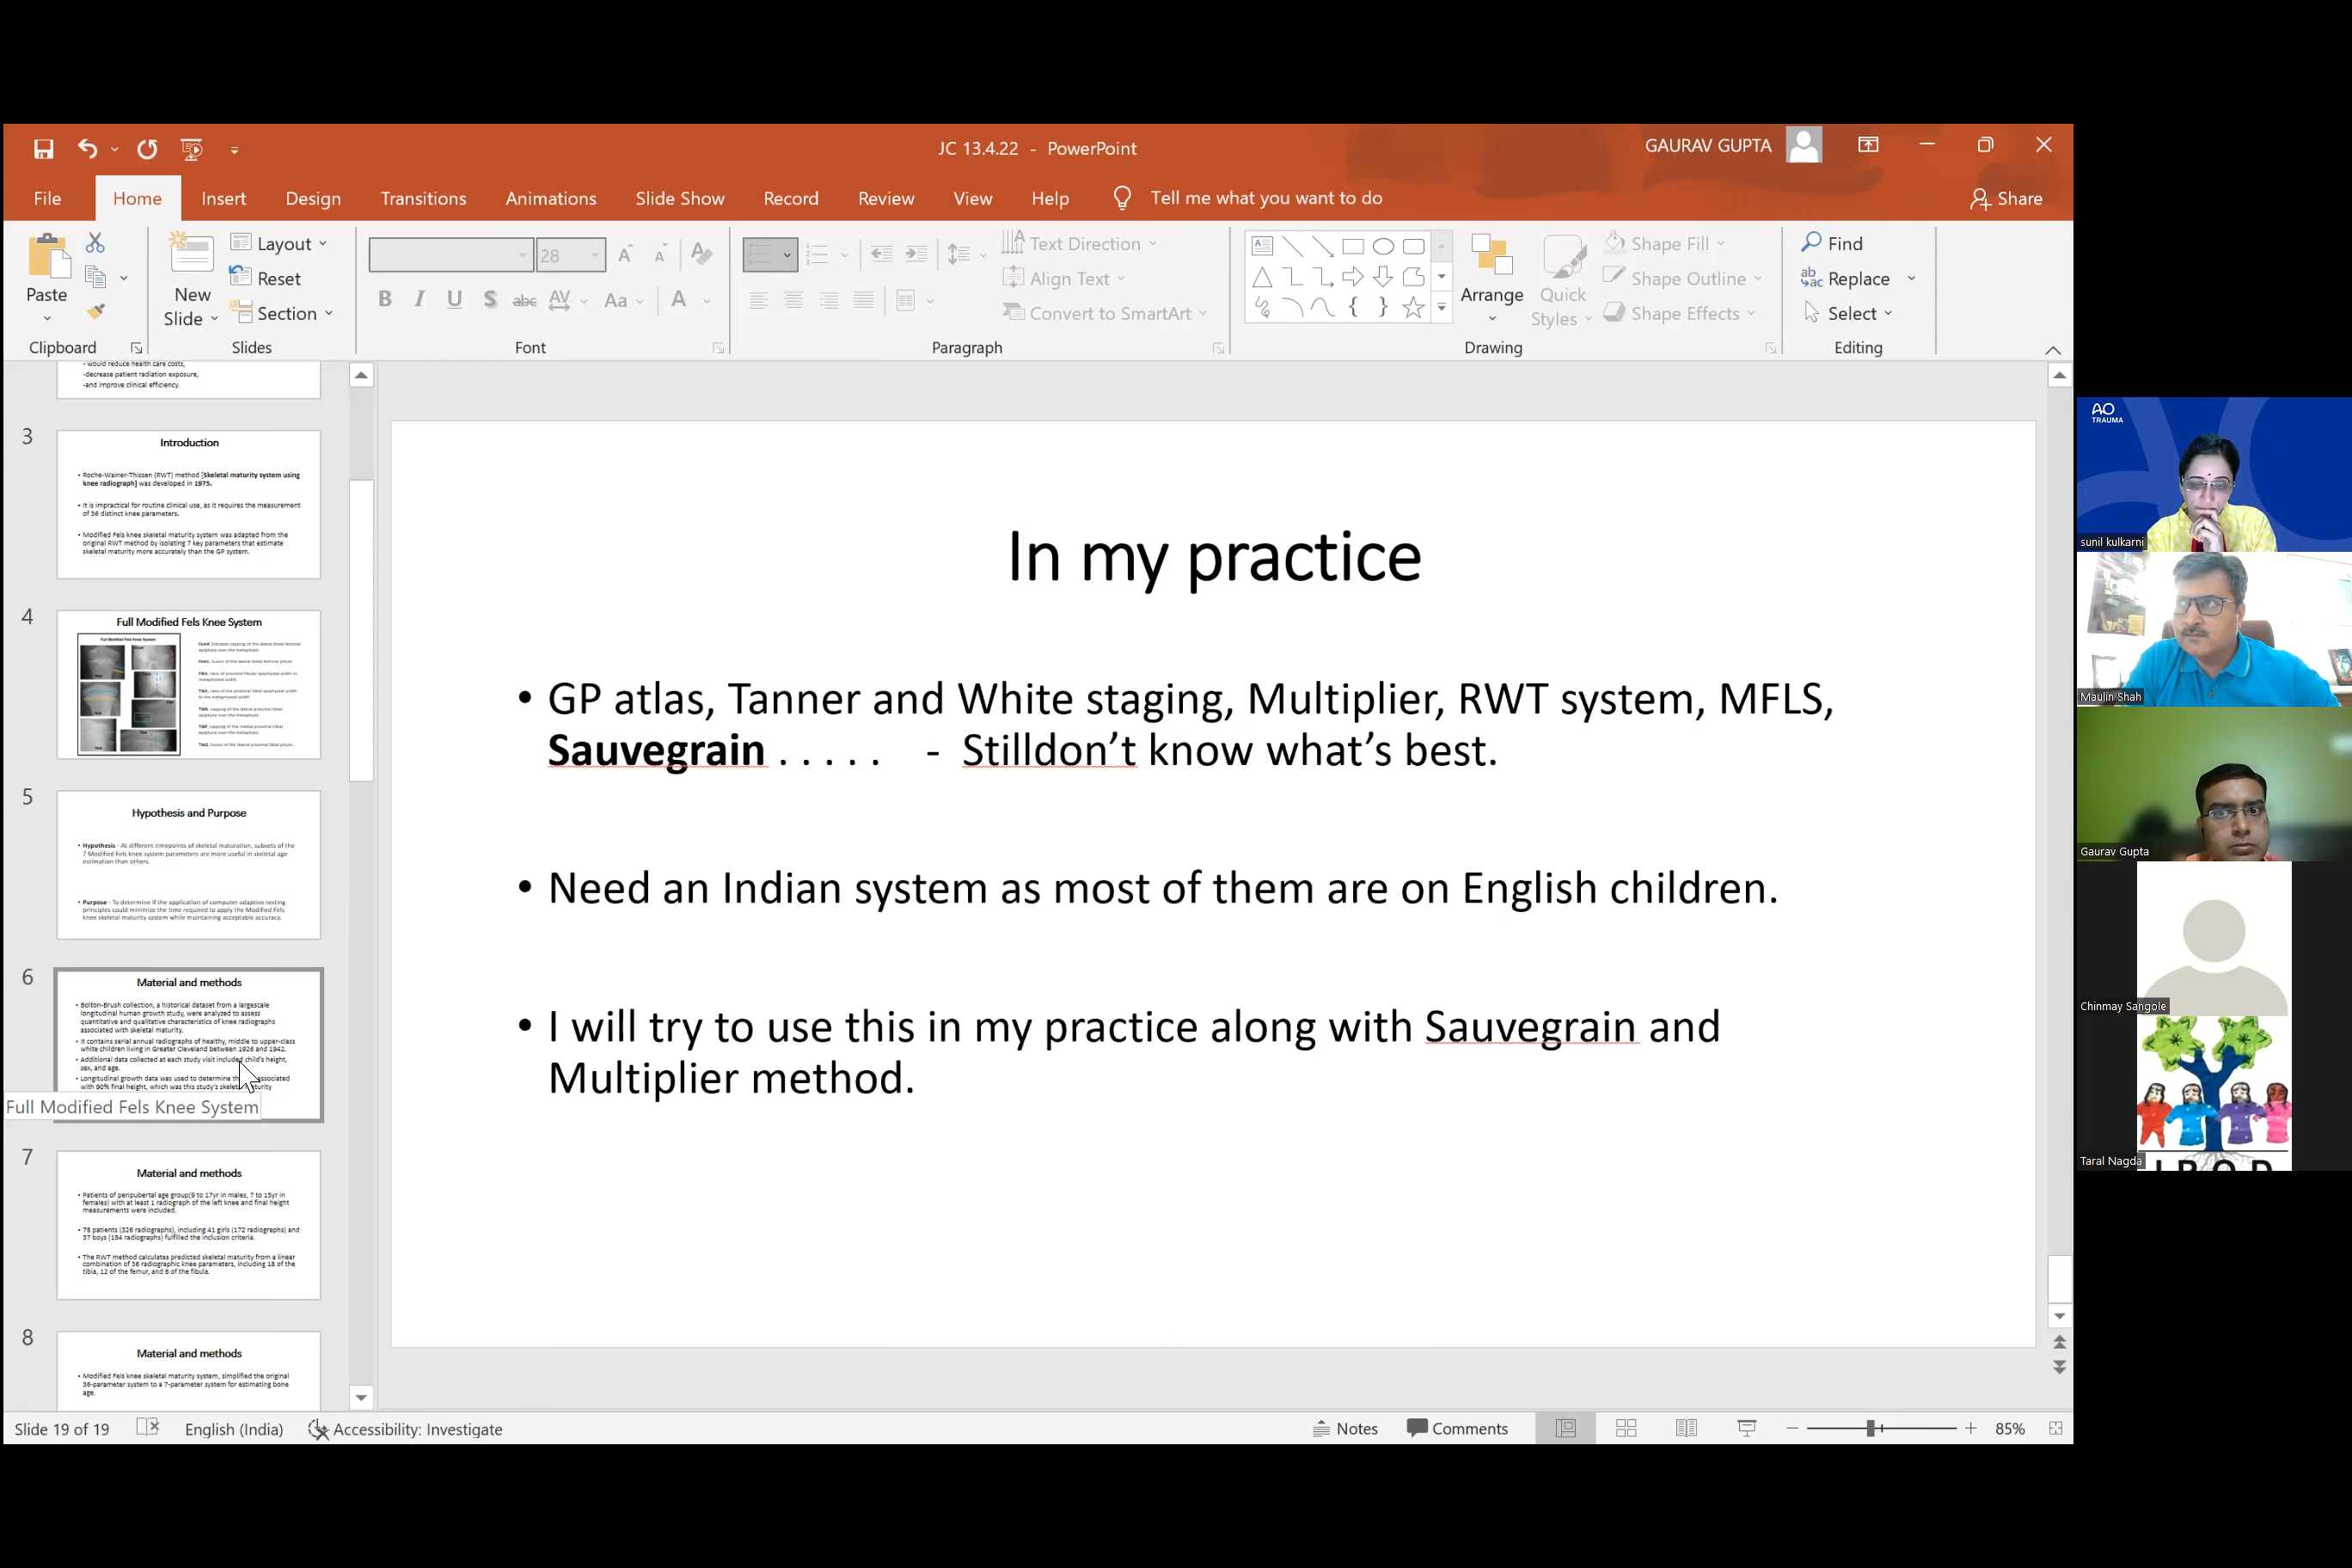 JC 13.4.22 - PowerPoint
GAURAV GUPTA
File Home Insert Design Transitions Animations Slide Show Record Review View Help Tell me what you want to do Share
Paste
New Slide
Layout
Reset
Section
28
B I U S abc AV Aa A
Text Direction
Align Text
Convert to SmartArt
Arrange
Quick Styles
Shape Fill
Shape Outline
Shape Effects
Find
Replace
Select
Clipboard Slides Font Paragraph Drawing Editing
- would reduce health care costs,
-decrease patient radiation exposure,
-and improve clinical efficiency.
3
Introduction
• Roche-Wainer-Thissen (RWT) method [Skeletal maturity system using
knee radiograph] was developed in 1975.
• It is impractical for routine clinical use, as it requires the measurement
of 36 distinct knee parameters.
• Modified Fels knee skeletal maturity system was adapted from the
original RWT method by isolating 7 key parameters that estimate
skeletal maturity more accurately than the GP system.
4
Full Modified Fels Knee System
Full Modified Fels Knee System
5
Hypothesis and Purpose
• Hypothesis - At different timepoints of skeletal maturation, subsets of the
7 Modified Fels knee system parameters are more useful in skeletal age
estimation than others.
• Purpose - To determine if the application of computer adaptive testing
principles could minimize the time required to apply the Modified Fels
knee skeletal maturity system while maintaining acceptable accuracy.
6
Material and methods
• Bolton-Brush collection, a historical dataset from a largescale
longitudinal human growth study, were analyzed to assess
quantitative and qualitative characteristics of knee radiographs
associated with skeletal maturity.
• It contains serial annual radiographs of healthy, middle to upper-class
white children living in Greater Cleveland between 1926 and 1942.
• Additional data collected at each study visit included child's height,
sex, and age.
• Longitudinal growth data was used to determine the associated
with 90% final height, which was this study's skeletal maturity
Full Modified Fels Knee System
7
Material and methods
• Patients of peripubertal age group(9 to 17yr in males, 7 to 15yr in
females) with at least 1 radiograph of the left knee and final height
measurements were included.
• 78 patients (326 radiographs), including 41 girls (172 radiographs) and
37 boys (154 radiographs) fulfilled the inclusion criteria.
• The RWT method calculates predicted skeletal maturity from a linear
combination of 36 radiographic knee parameters, including 18 of the
tibia, 12 of the femur, and 6 of the fibula.
8
Material and methods
• Modified Fels knee skeletal maturity system, simplified the original
36-parameter system to a 7-parameter system for estimating bone
age.
In my practice
• GP atlas, Tanner and White staging, Multiplier, RWT system, MFLS,
Sauvegrain . . . . . - Stilldon't know what's best.
• Need an Indian system as most of them are on English children.
• I will try to use this in my practice along with Sauvegrain and
Multiplier method.
AO
TRAUMA
sunil kulkarni
Maulin Shah
Gaurav Gupta
Chinmay Sangole
Taral Nagda
Slide 19 of 19 English (India) Accessibility: Investigate Notes Comments 85%